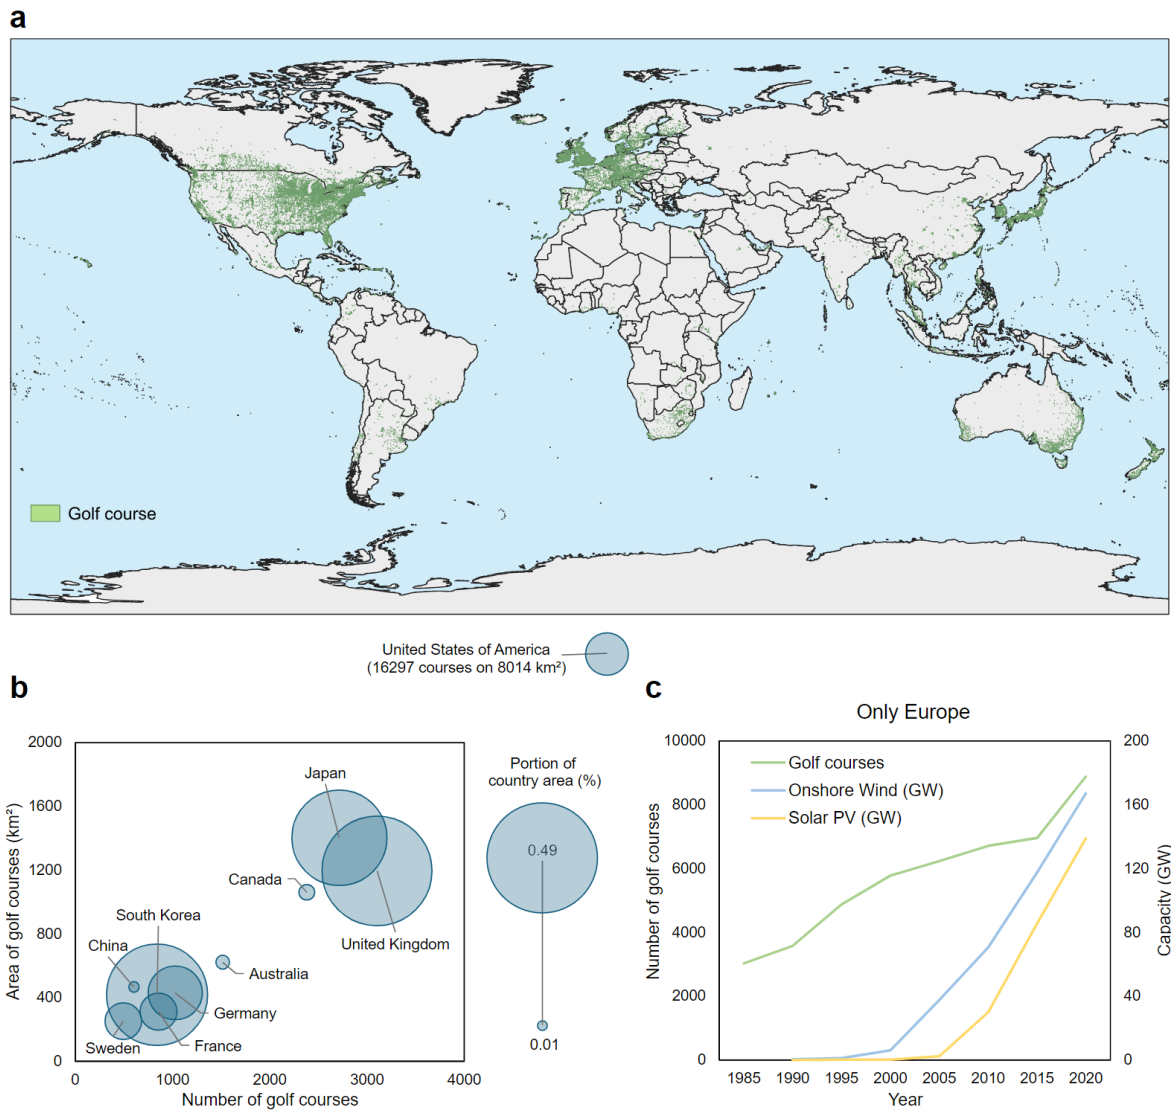 a
Golf course
United States of America
(16297 courses on 8014 km²)
b
2000
1600
1200
800
400
0
0
1000
2000
3000
4000
Area of golf courses (km²)
Number of golf courses
Japan
Canada
South Korea
China
United Kingdom
Australia
Germany
Sweden
France
Portion of
country area (%)
0.49
0.01
c
Only Europe
Golf courses
Onshore Wind (GW)
Solar PV (GW)
10000
8000
6000
4000
2000
0
200
160
120
80
40
0
1985
1990
1995
2000
2005
2010
2015
2020
Number of golf courses
Capacity (GW)
Year